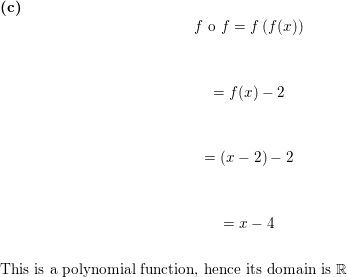 (c)
f o f = f (f(x))
= f(x) − 2
= (x − 2) − 2
= x − 4
This is a polynomial function, hence its domain is ℝ